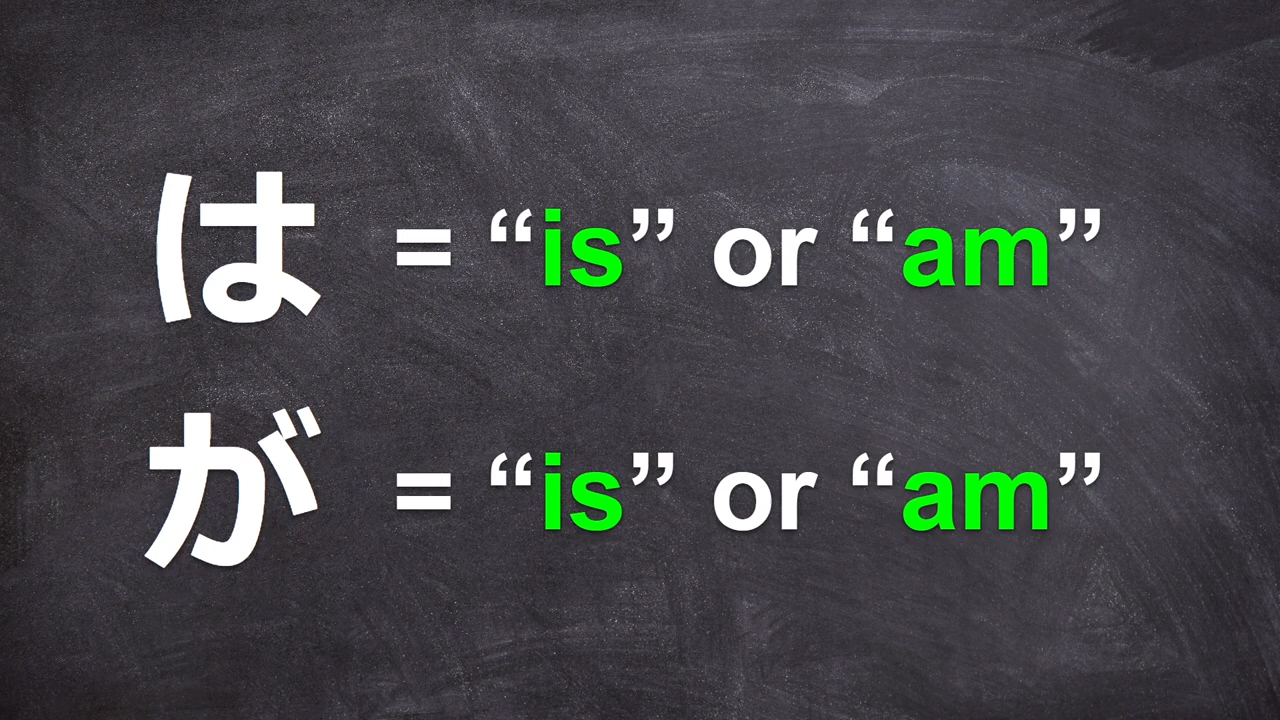 は = “is” or “am”
が = “is” or “am”